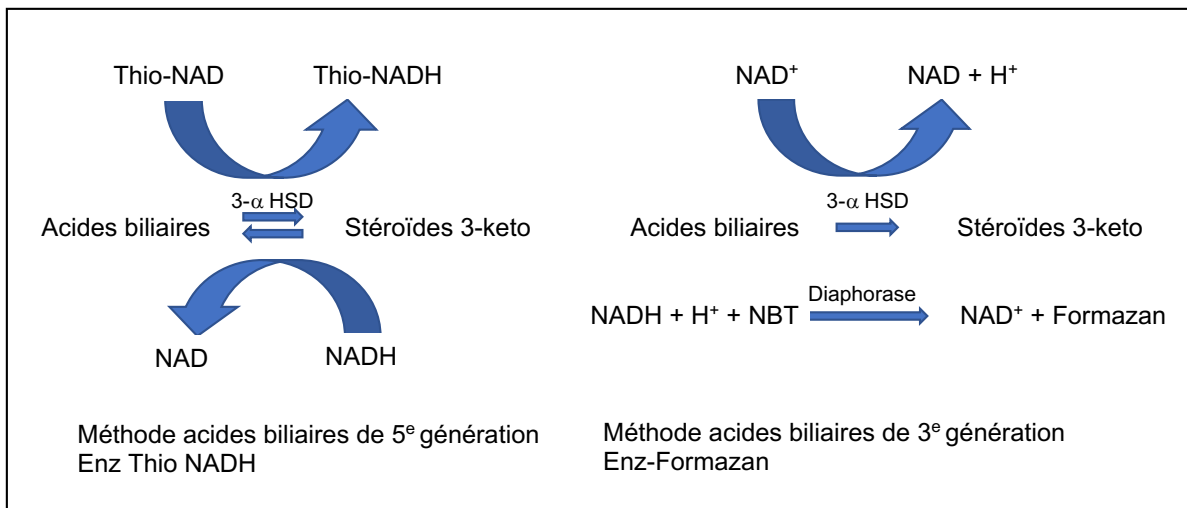 Thio-NAD Thio-NADH
3-α HSD
Acides biliaires Stéroïdes 3-keto
NAD NADH
Méthode acides biliaires de 5e génération
Enz Thio NADH
NAD+ NAD + H+
3-α HSD
Acides biliaires Stéroïdes 3-keto
Diaphorase
NADH + H+ + NBT NAD+ + Formazan
Méthode acides biliaires de 3e génération
Enz-Formazan